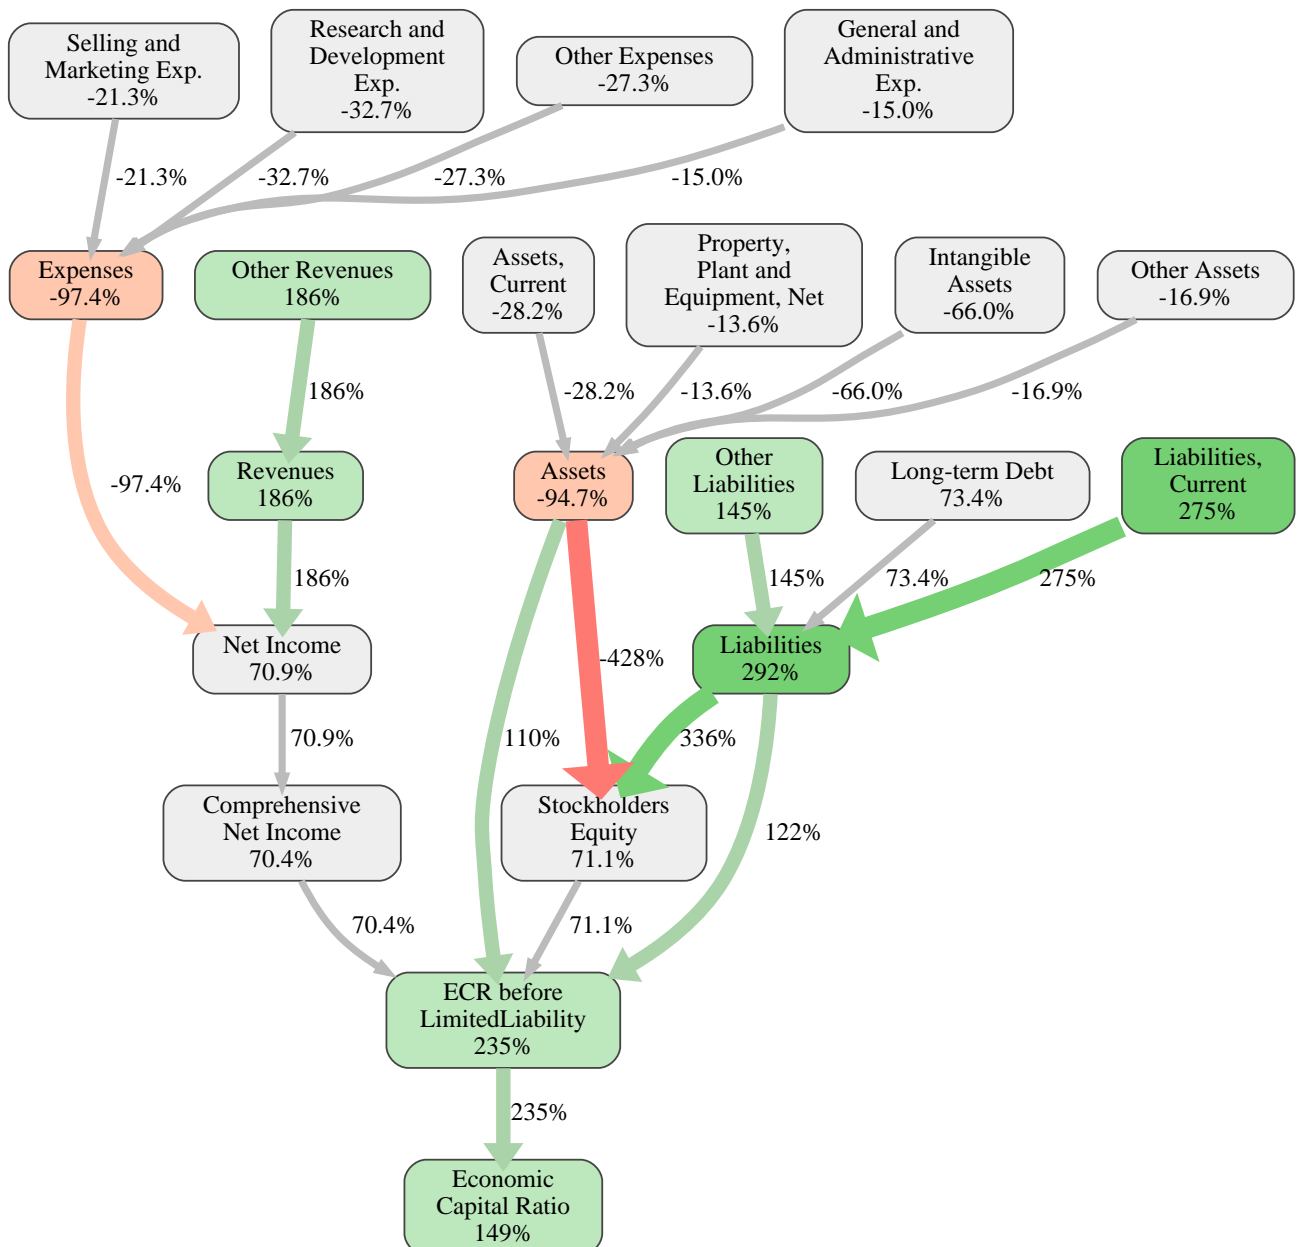 Selling and
Marketing Exp.
-21.3%
Research and
Development
Exp.
-32.7%
Other Expenses
-27.3%
General and
Administrative
Exp.
-15.0%
-21.3%
-32.7%
-27.3%
-15.0%
Expenses
-97.4%
Other Revenues
186%
Assets,
Current
-28.2%
Property,
Plant and
Equipment, Net
-13.6%
Intangible
Assets
-66.0%
Other Assets
-16.9%
186%
-28.2%
-13.6%
-66.0%
-16.9%
-97.4%
Revenues
186%
Assets
-94.7%
Other
Liabilities
145%
Long-term Debt
73.4%
Liabilities,
Current
275%
186%
145%
73.4%
275%
Net Income
70.9%
-428%
Liabilities
292%
70.9%
110%
336%
Comprehensive
Net Income
70.4%
Stockholders
Equity
71.1%
122%
70.4%
71.1%
ECR before
LimitedLiability
235%
235%
Economic
Capital Ratio
149%